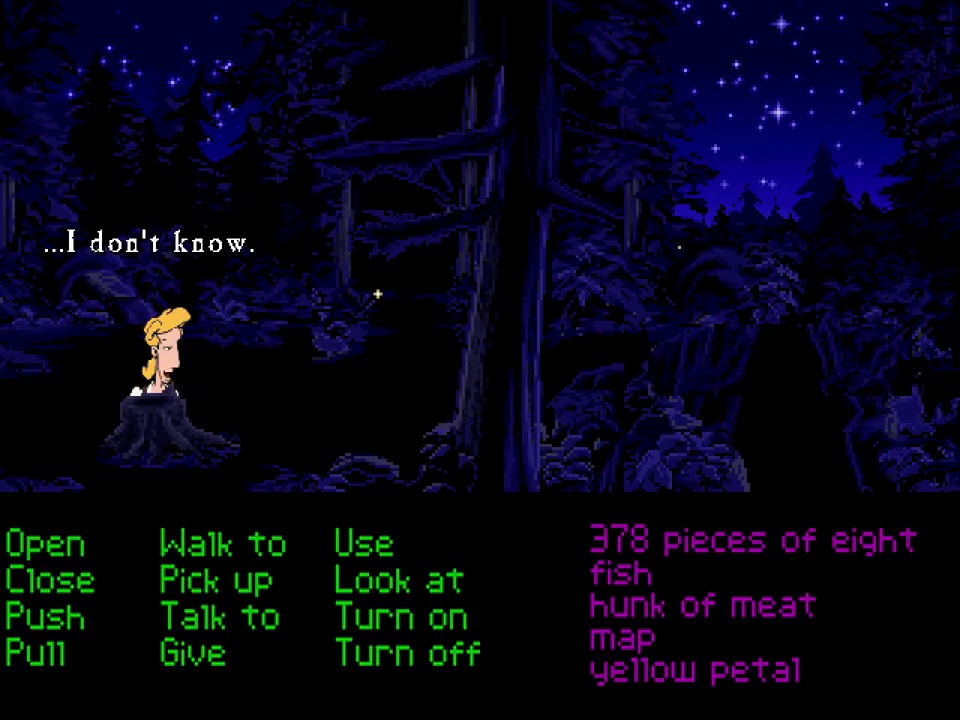 ...I don't know.
Open Walk to Use
Close Pick up Look at
Push Talk to Turn on
Pull Give Turn off
378 pieces of eight
fish
hunk of meat
map
yellow petal